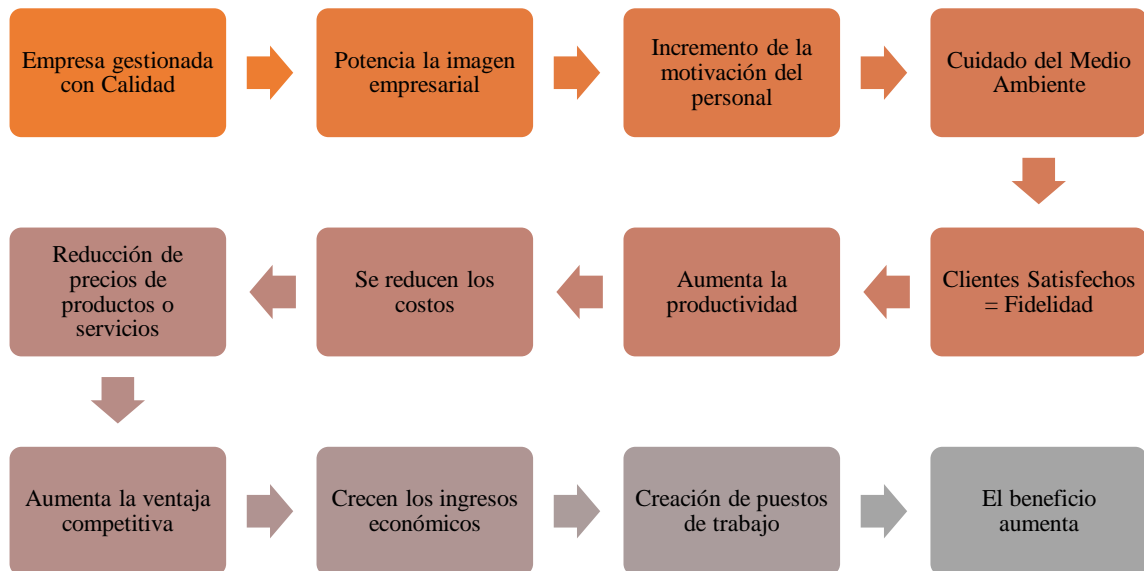 Empresa gestionada
con Calidad
Potencia la imagen
empresarial
Incremento de la
motivación del
personal
Cuidado del Medio
Ambiente
Clientes Satisfechos
= Fidelidad
Aumenta la
productividad
Se reducen los
costos
Reducción de
precios de
productos o
servicios
Aumenta la ventaja
competitiva
Crecen los ingresos
económicos
Creación de puestos
de trabajo
El beneficio
aumenta